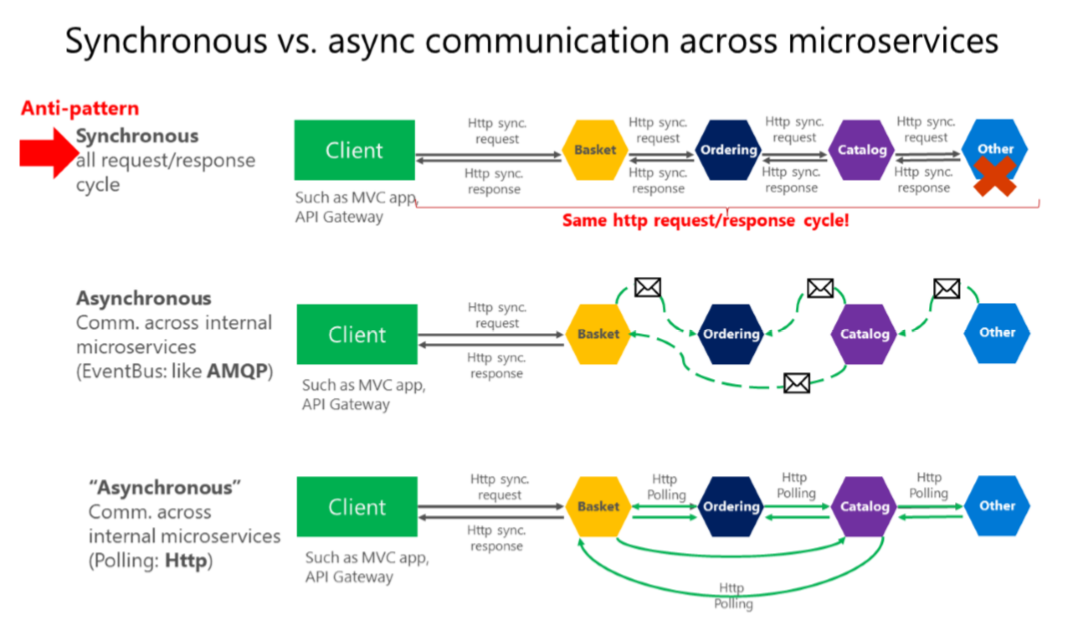 Synchronous vs. async communication across microservices
Anti-pattern
Synchronous
all request/response
cycle
Client
Such as MVC app,
API Gateway
Http sync.
request
Http sync.
response
Basket
Http sync.
request
Http sync.
response
Ordering
Http sync.
request
Http sync.
response
Catalog
Http sync.
request
Http sync.
response
Other
Same http request/response cycle!
Asynchronous
Comm. across internal
microservices
(EventBus: like AMQP)
Client
Such as MVC app,
API Gateway
Http sync.
request
Http sync.
response
Basket
Ordering
Catalog
Other
“Asynchronous”
Comm. across
internal microservices
(Polling: Http)
Client
Such as MVC app,
API Gateway
Http sync.
request
Http sync.
response
Basket
Http
Polling
Ordering
Http
Polling
Catalog
Http
Polling
Other
Http
Polling